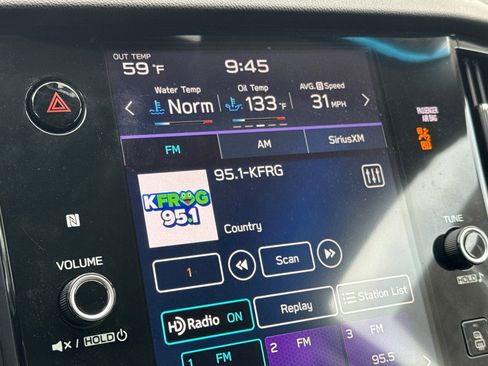 OUT TEMP
59 °F
9:45
Water Temp
Norm
Oil Temp
133 °F
AVG. B Speed
31 MPH
PASSENGER
AIR BAG
FM
AM
SiriusXM
95.1-KFRG
KFROG
95.1
Country
N
VOLUME
TUNE
1
Scan
HOLD
HD Radio ON
Replay
Station List
HOLD
1 FM
2 FM
3 FM
95.5